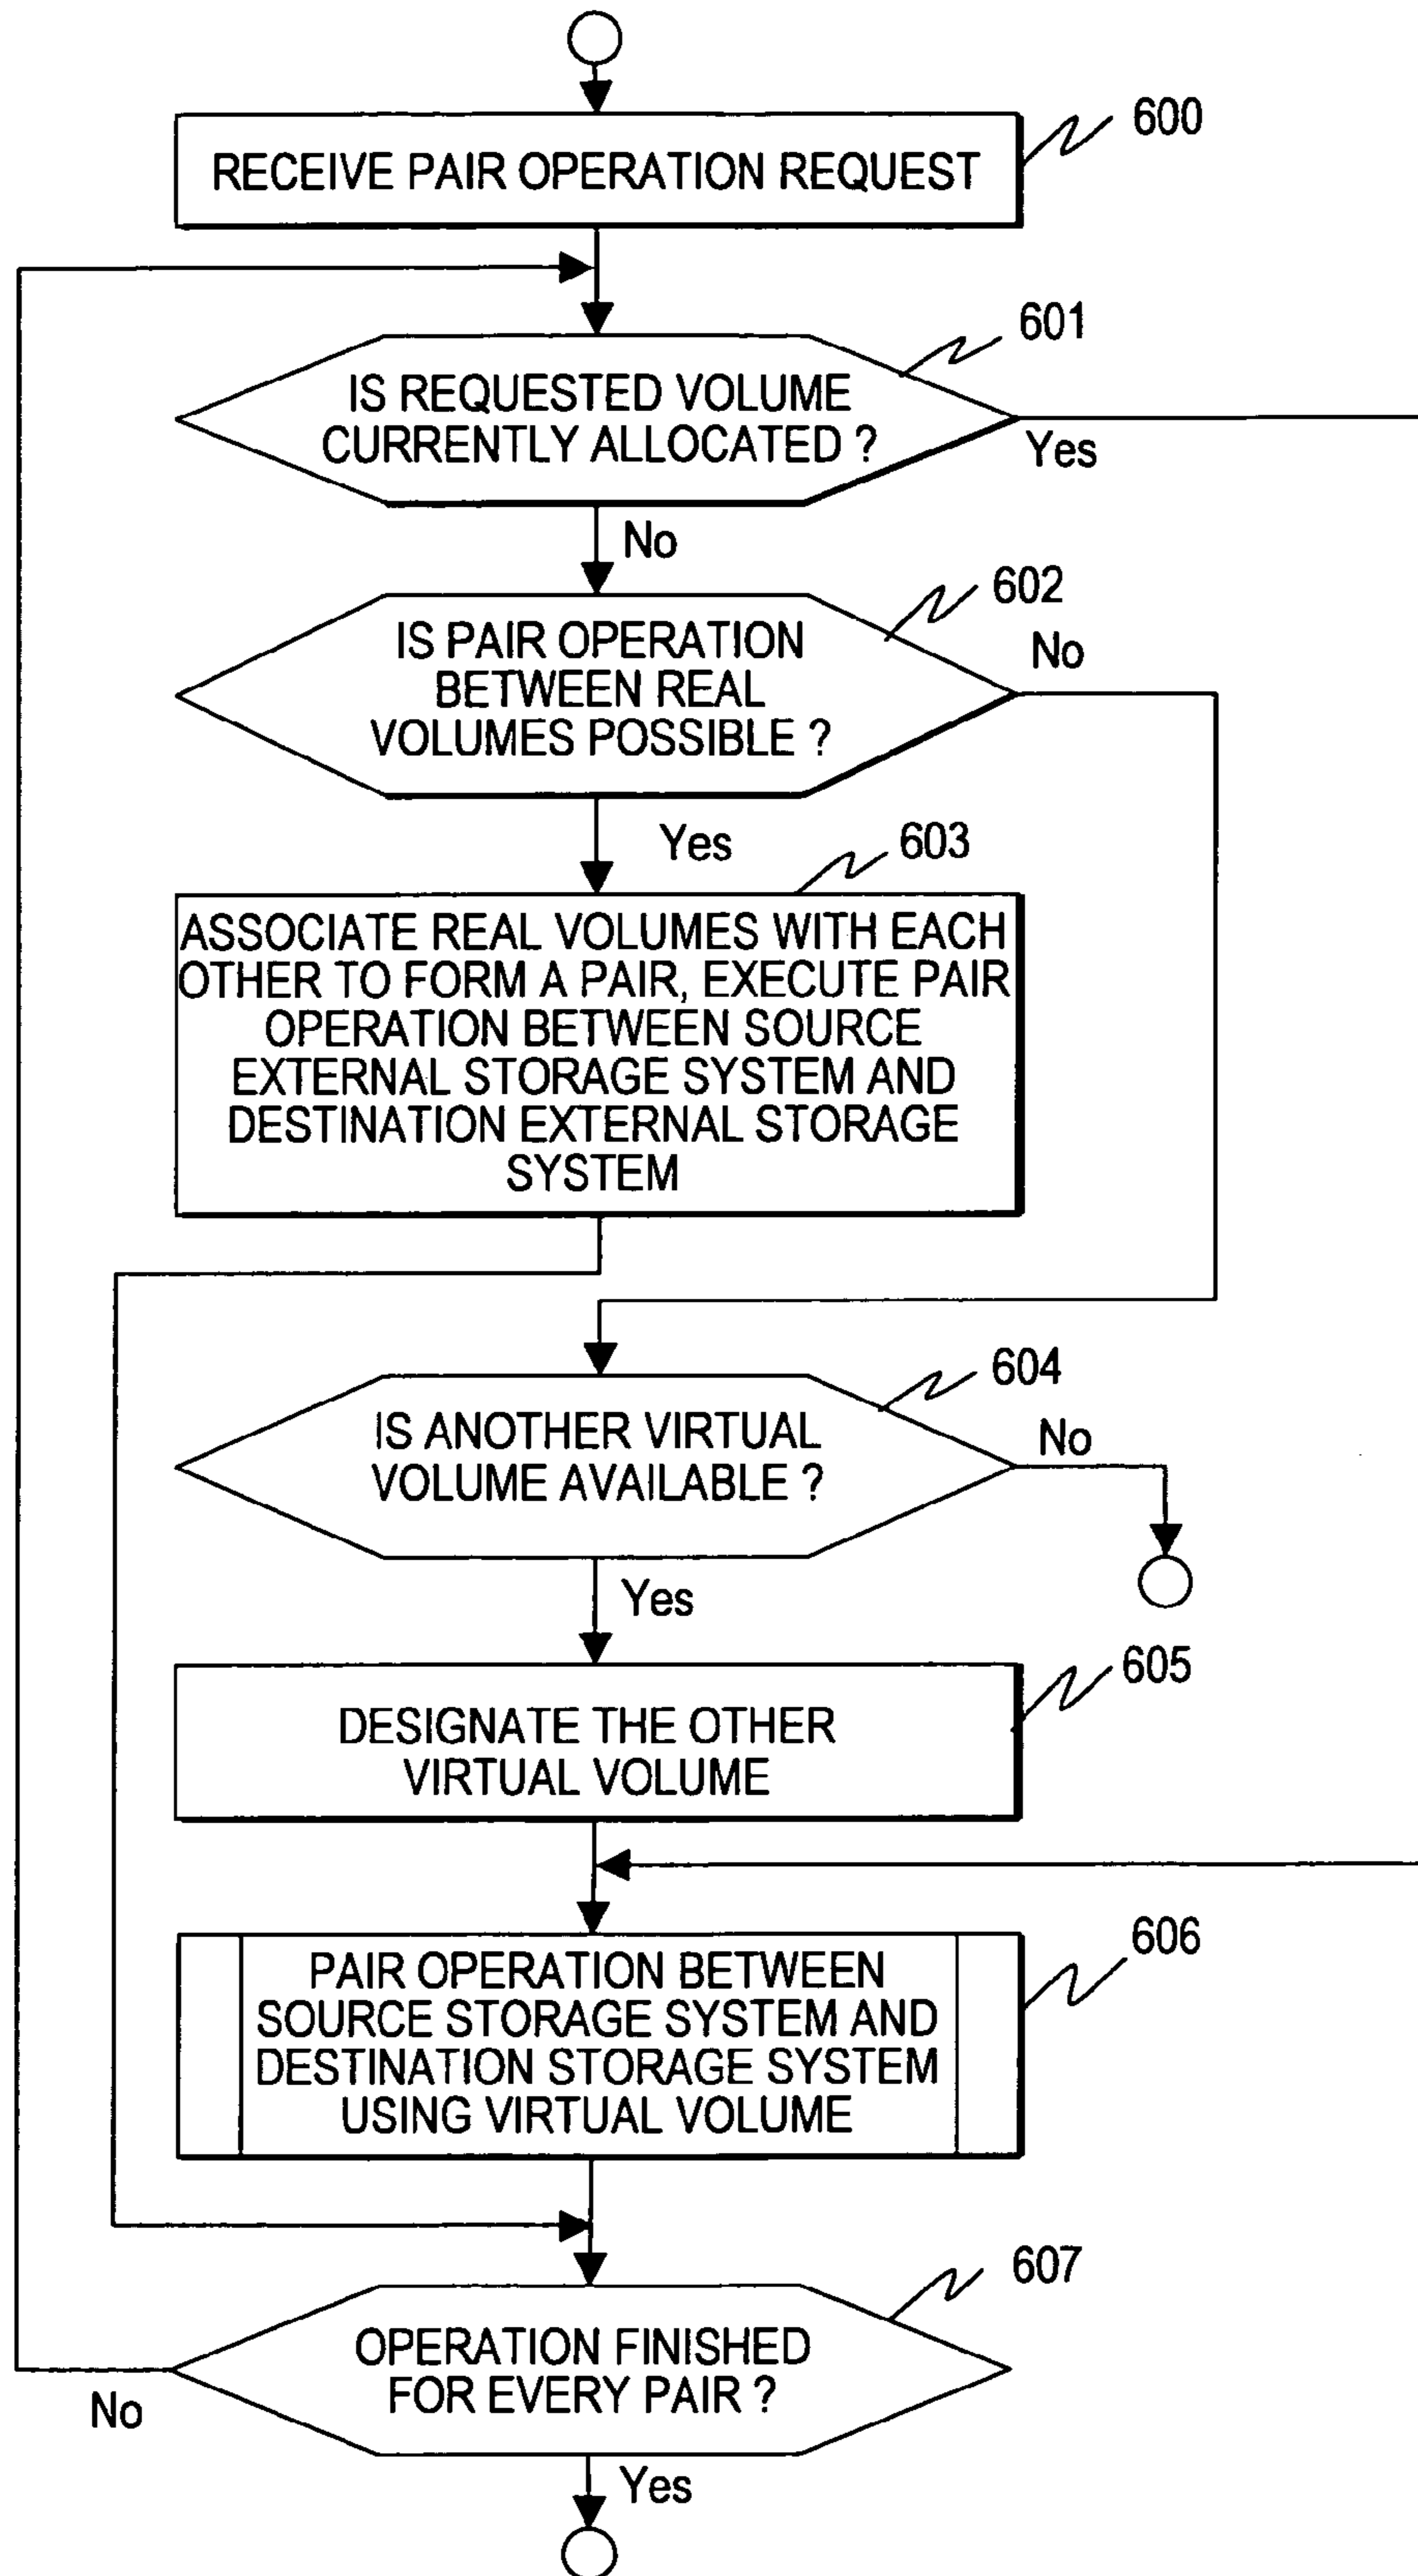 RECEIVE PAIR OPERATION REQUEST
600
601
IS REQUESTED VOLUME
CURRENTLY ALLOCATED ?
Yes
No
602
IS PAIR OPERATION
BETWEEN REAL
VOLUMES POSSIBLE ?
No
Yes
603
ASSOCIATE REAL VOLUMES WITH EACH
OTHER TO FORM A PAIR, EXECUTE PAIR
OPERATION BETWEEN SOURCE
EXTERNAL STORAGE SYSTEM AND
DESTINATION EXTERNAL STORAGE
SYSTEM
604
IS ANOTHER VIRTUAL
VOLUME AVAILABLE ?
No
Yes
605
DESIGNATE THE OTHER
VIRTUAL VOLUME
606
PAIR OPERATION BETWEEN
SOURCE STORAGE SYSTEM AND
DESTINATION STORAGE SYSTEM
USING VIRTUAL VOLUME
607
OPERATION FINISHED
FOR EVERY PAIR ?
No
Yes